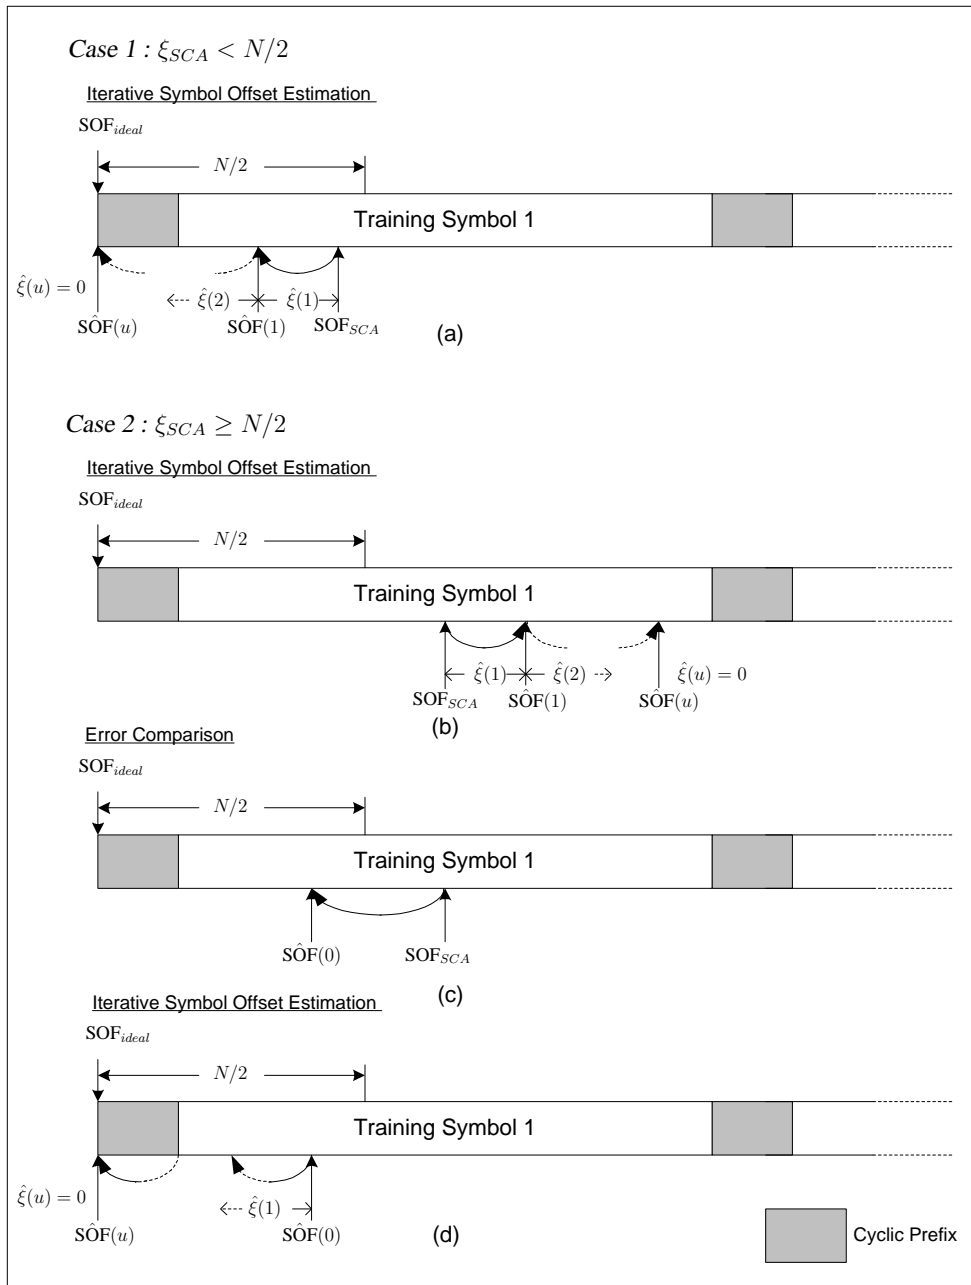 Case 1 : ξ_SCA < N/2
Iterative Symbol Offset Estimation
SOF_ideal
N/2
Training Symbol 1
ξ̂(u) = 0
ξ̂(2)
ξ̂(1)
SÔF(u)
SÔF(1)
SOF_SCA
(a)
Case 2 : ξ_SCA ≥ N/2
Iterative Symbol Offset Estimation
SOF_ideal
N/2
Training Symbol 1
ξ̂(1)
ξ̂(2)
ξ̂(u) = 0
SOF_SCA
SÔF(1)
SÔF(u)
(b)
Error Comparison
SOF_ideal
N/2
Training Symbol 1
SÔF(0)
SOF_SCA
(c)
Iterative Symbol Offset Estimation
SOF_ideal
N/2
Training Symbol 1
ξ̂(u) = 0
ξ̂(1)
SÔF(u)
SÔF(0)
(d)
Cyclic Prefix